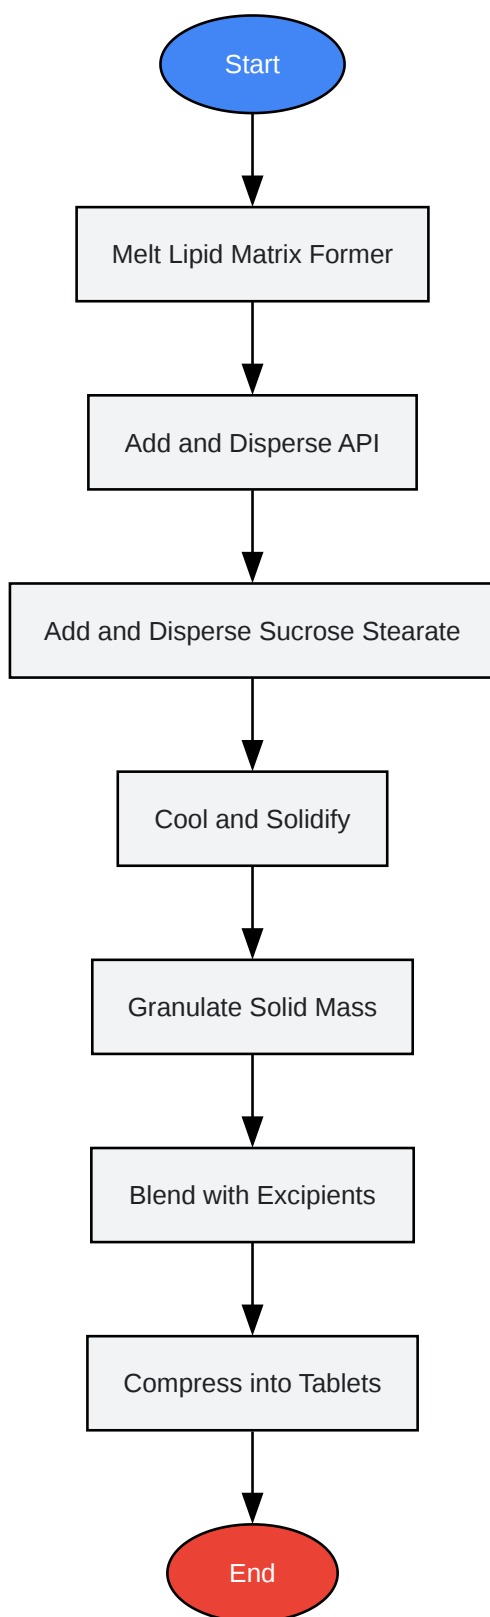 Start
Melt Lipid Matrix Former
Add and Disperse API
Add and Disperse Sucrose Stearate
Cool and Solidify
Granulate Solid Mass
Blend with Excipients
Compress into Tablets
End